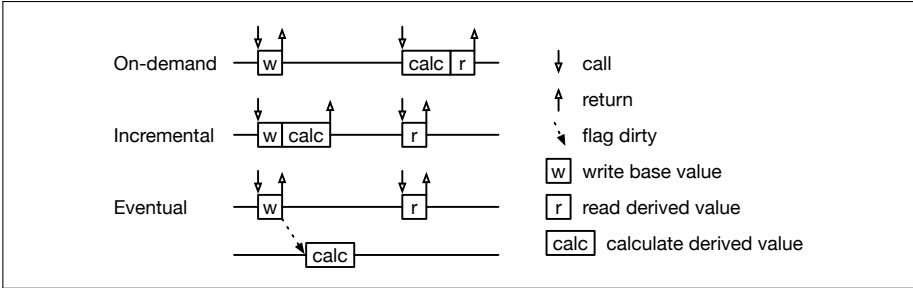 On-demand
w
calc r
Incremental
w calc
r
Eventual
w
r
calc
call
return
flag dirty
w write base value
r read derived value
calc calculate derived value